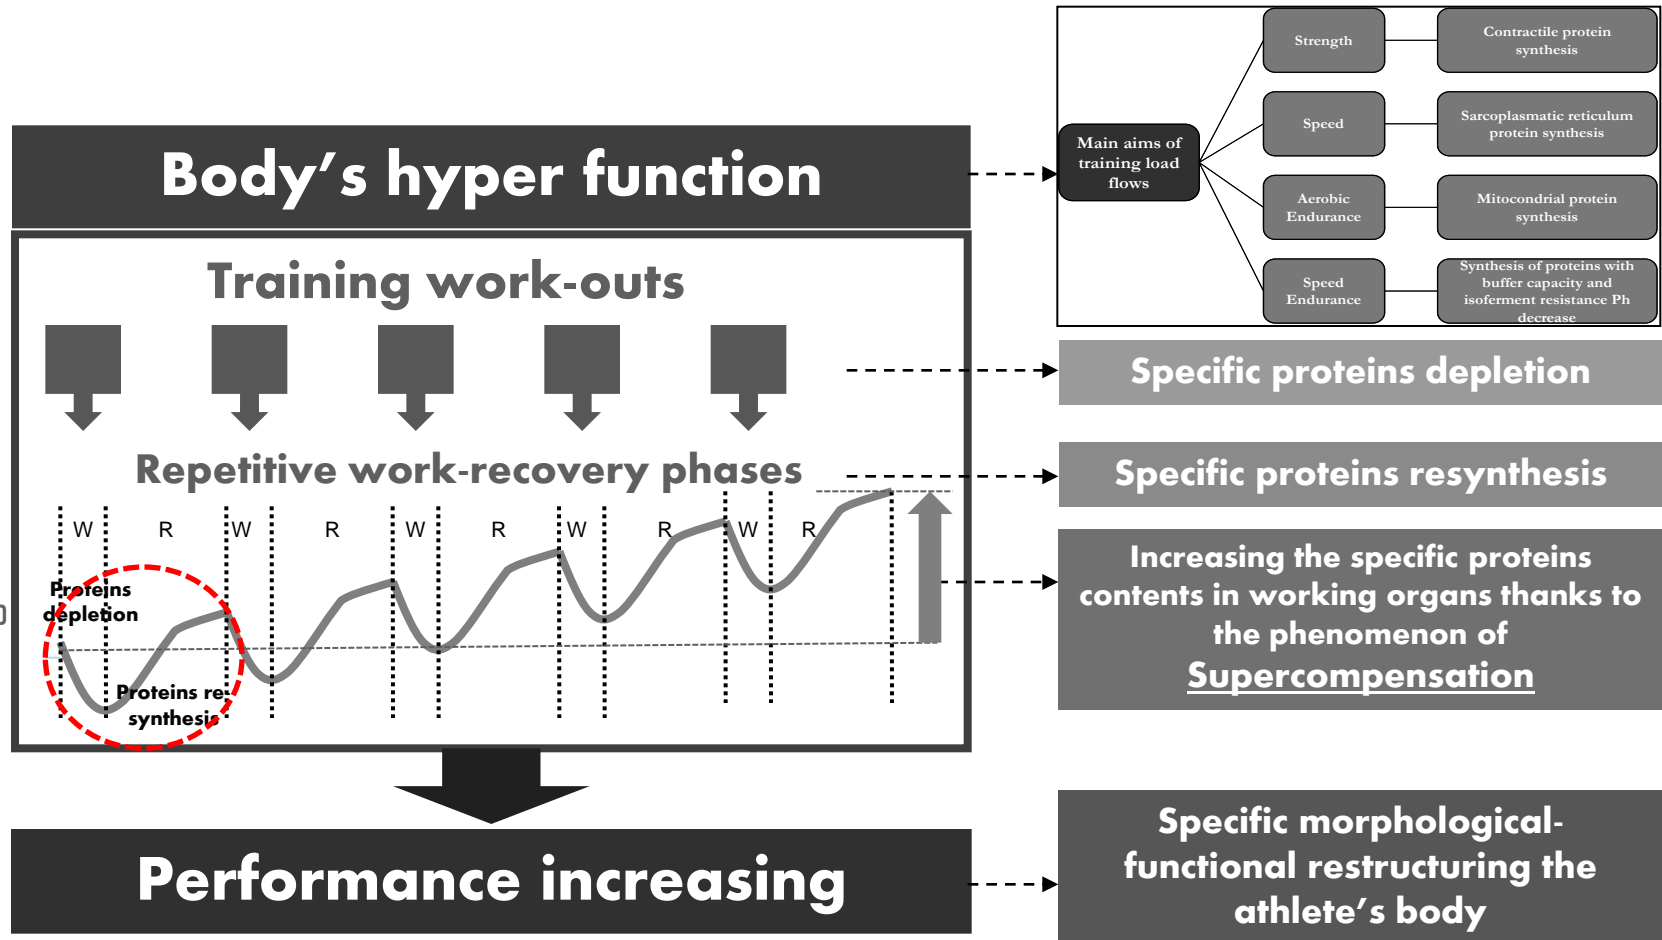 Body's hyper function
Training work-outs
Repetitive work-recovery phases
W R W R W R W R W R
Proteins
depletion
Proteins re-
synthesis
Performance increasing
Main aims of
training load
flows
Strength
Contractile protein
synthesis
Speed
Sarcoplasmatic reticulum
protein synthesis
Aerobic
Endurance
Mitocondrial protein
synthesis
Speed
Endurance
Synthesis of proteins with
buffer capacity and
isoferment resistance Ph
decrease
Specific proteins depletion
Specific proteins resynthesis
Increasing the specific proteins
contents in working organs thanks to
the phenomenon of
Supercompensation
Specific morphological-
functional restructuring the
athlete's body